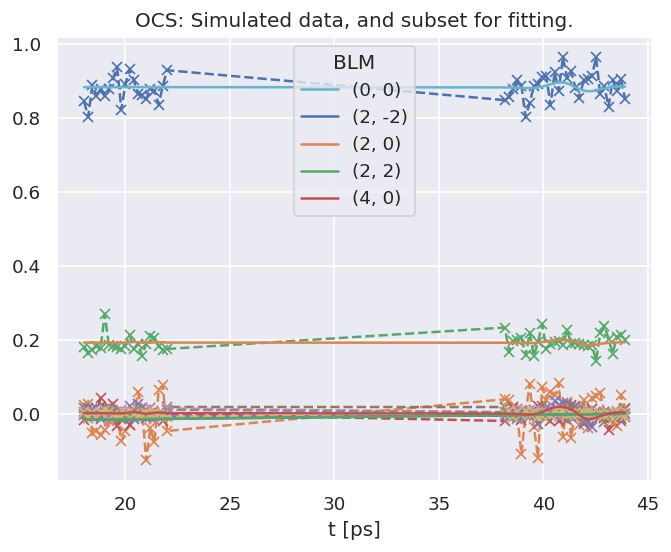 OCS: Simulated data, and subset for fitting.
1.0
0.8
0.6
0.4
0.2
0.0
BLM
(0, 0)
(2, -2)
(2, 0)
(2, 2)
(4, 0)
20 25 30 35 40 45
t [ps]